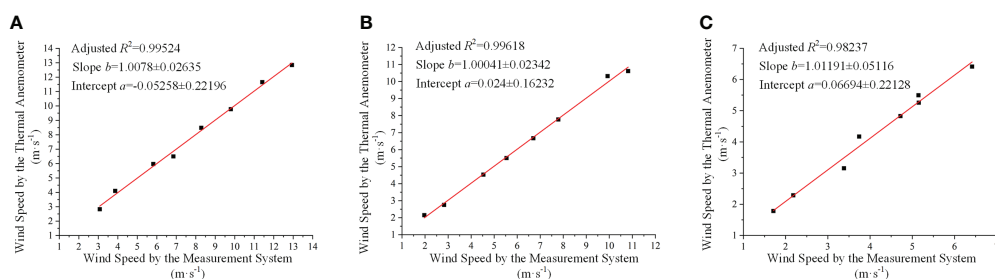 A
Adjusted R²=0.99524
Slope b=1.0078±0.02635
Intercept a=-0.05258±0.22196
Wind Speed by the Thermal Anemometer
(m·s⁻¹)
14
13
12
11
10
9
8
7
6
5
4
3
2
1
1 2 3 4 5 6 7 8 9 10 11 12 13 14
Wind Speed by the Measurement System
(m·s⁻¹)
B
Adjusted R²=0.99618
Slope b=1.00041±0.02342
Intercept a=0.024±0.16232
Wind Speed by the Thermal Anemometer
(m·s⁻¹)
12
11
10
9
8
7
6
5
4
3
2
1
1 2 3 4 5 6 7 8 9 10 11 12
Wind Speed by the Measurement System
(m·s⁻¹)
C
Adjusted R²=0.98237
Slope b=1.01191±0.05116
Intercept a=0.06694±0.22128
Wind Speed by the Thermal Anemometer
(m·s⁻¹)
7
6
5
4
3
2
1
1 2 3 4 5 6 7
Wind Speed by the Measurement System
(m·s⁻¹)